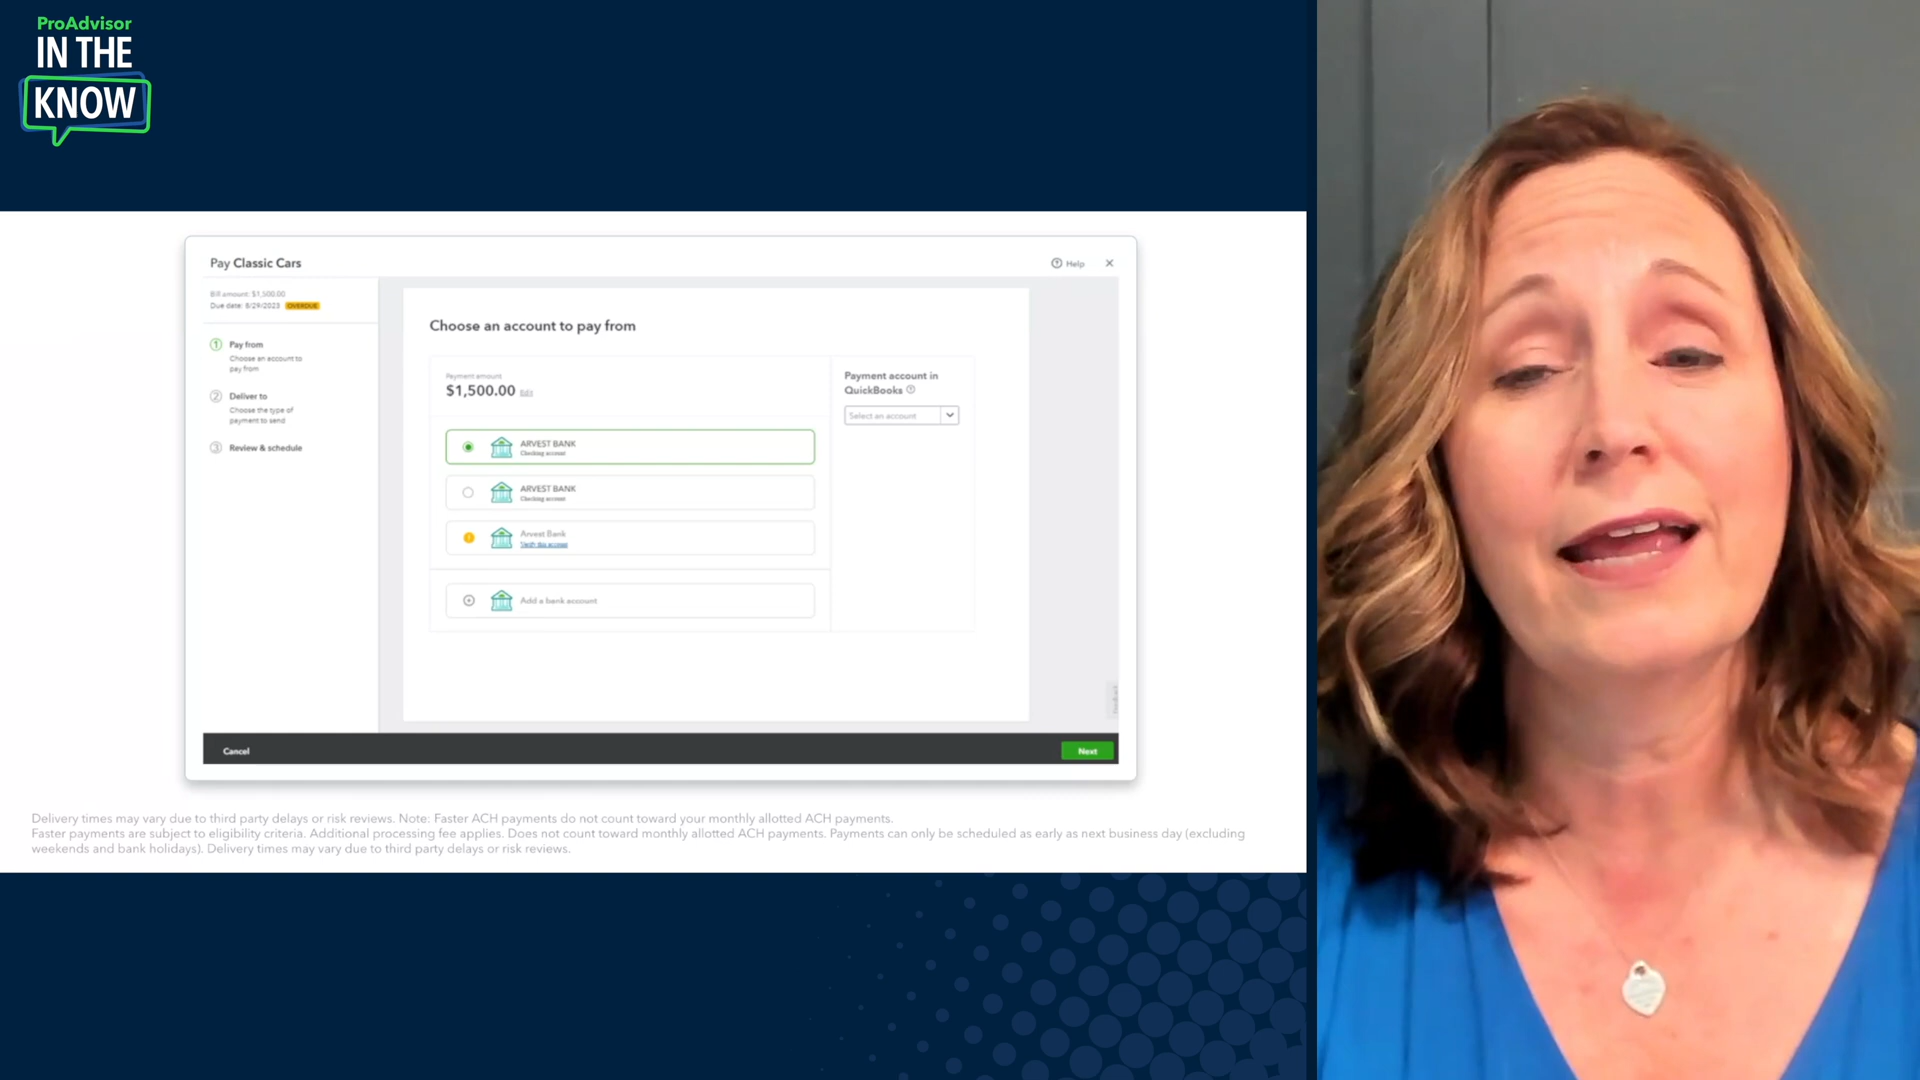 ProAdvisor
IN THE
KNOW
Pay Classic Cars
Help
Bill amount: $1,500.00
Due date: 8/29/2023 OVERDUE
1 Pay from
Choose an account to
pay from
2 Deliver to
Choose the type of
payment to send
3 Review & schedule
Choose an account to pay from
Payment amount
$1,500.00 Edit
ARVEST BANK
Checking account
ARVEST BANK
Checking account
Arvest Bank
Verify this account
Add a bank account
Payment account in
QuickBooks
Select an account
Cancel
Next
Delivery times may vary due to third party delays or risk reviews. Note: Faster ACH payments do not count toward your monthly allotted ACH payments.
Faster payments are subject to eligibility criteria. Additional processing fee applies. Does not count toward monthly allotted ACH payments. Payments can only be scheduled as early as next business day (excluding
weekends and bank holidays). Delivery times may vary due to third party delays or risk reviews.